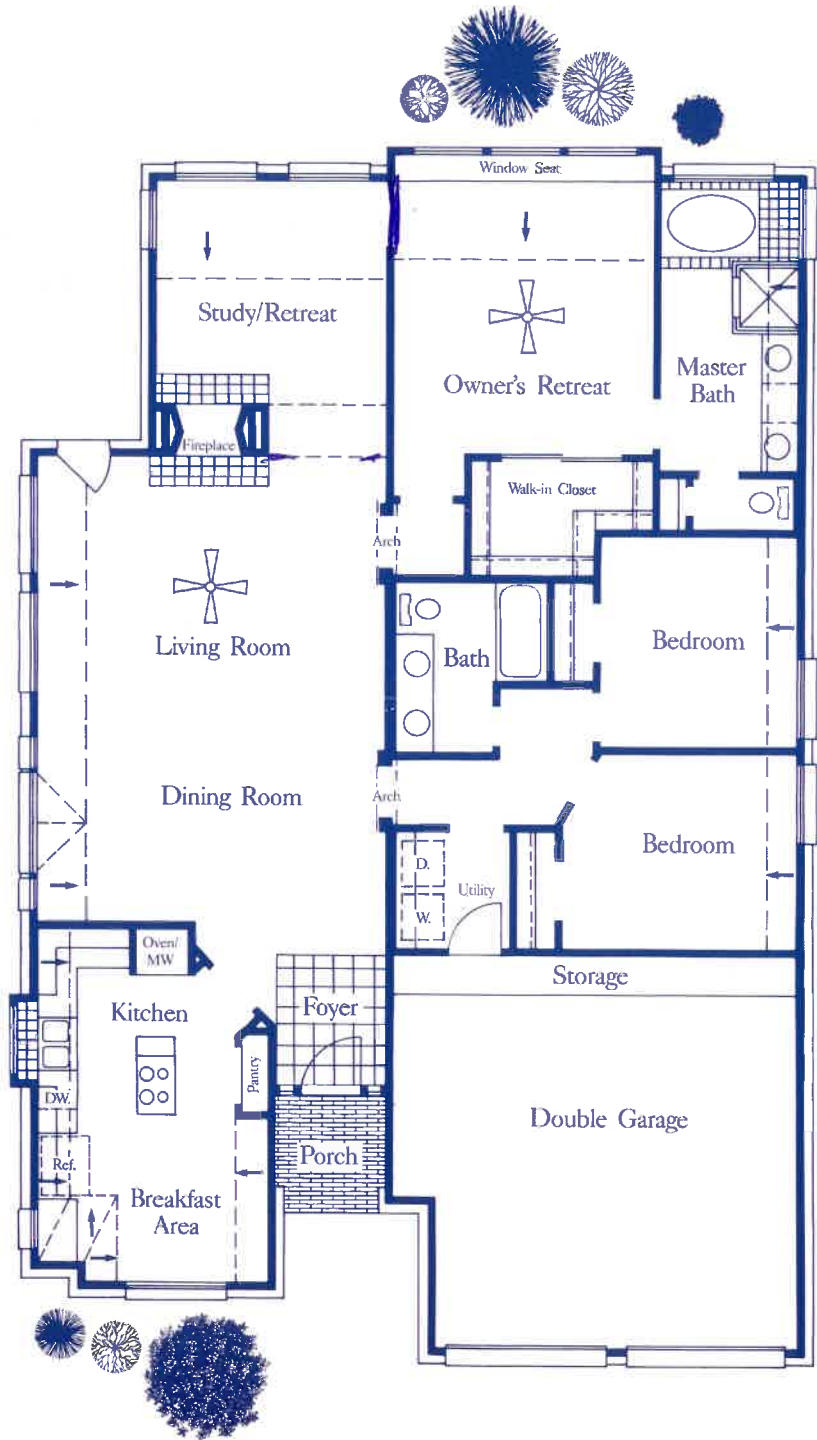 Window Seat
Study/Retreat
Owner's Retreat
Master
Bath
Fireplace
Walk-in Closet
Arch
Living Room
Bath
Bedroom
Dining Room
Arch
Bedroom
D.
W.
Utility
Oven/
MW
Storage
Kitchen
Foyer
Pantry
DW.
Double Garage
Ref.
Porch
Breakfast
Area